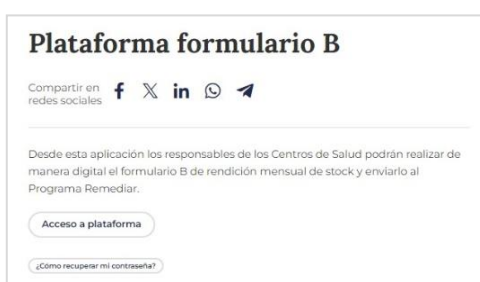 Plataforma formulario B
Compartir en
redes sociales
Desde esta aplicación los responsables de los Centros de Salud podrán realizar de
manera digital el formulario B de rendición mensual de stock y enviarlo al
Programa Remediar.
Acceso a plataforma
¿Cómo recuperar mi contraseña?